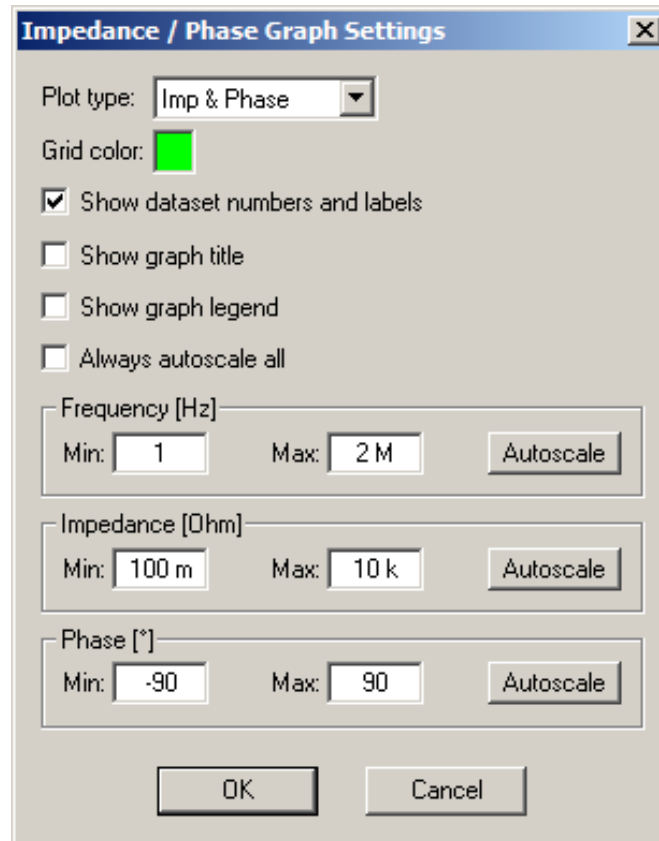 Impedance / Phase Graph Settings
Plot type: Imp & Phase
Grid color:
Show dataset numbers and labels
Show graph title
Show graph legend
Always autoscale all
Frequency [Hz]
Min: 1 Max: 2 M Autoscale
Impedance [Ohm]
Min: 100 m Max: 10 k Autoscale
Phase [°]
Min: -90 Max: 90 Autoscale
OK Cancel